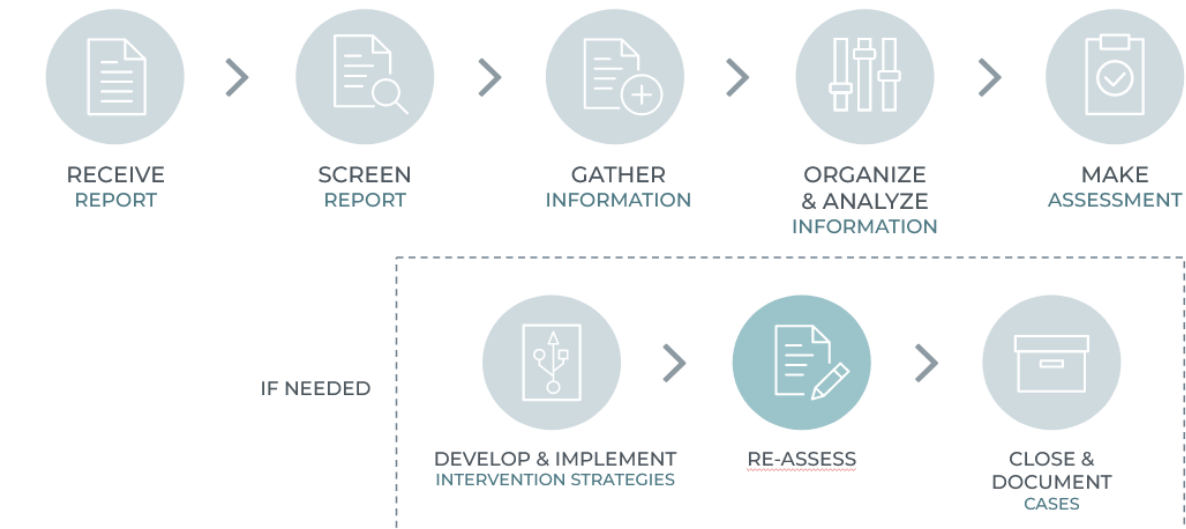 RECEIVE
REPORT
SCREEN
REPORT
GATHER
INFORMATION
ORGANIZE
& ANALYZE
INFORMATION
MAKE
ASSESSMENT
IF NEEDED
DEVELOP & IMPLEMENT
INTERVENTION STRATEGIES
RE-ASSESS
CLOSE &
DOCUMENT
CASES